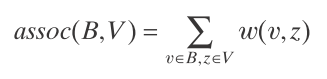 assoc(B,V) = ∑ w(v,z)
v∈B,z∈V